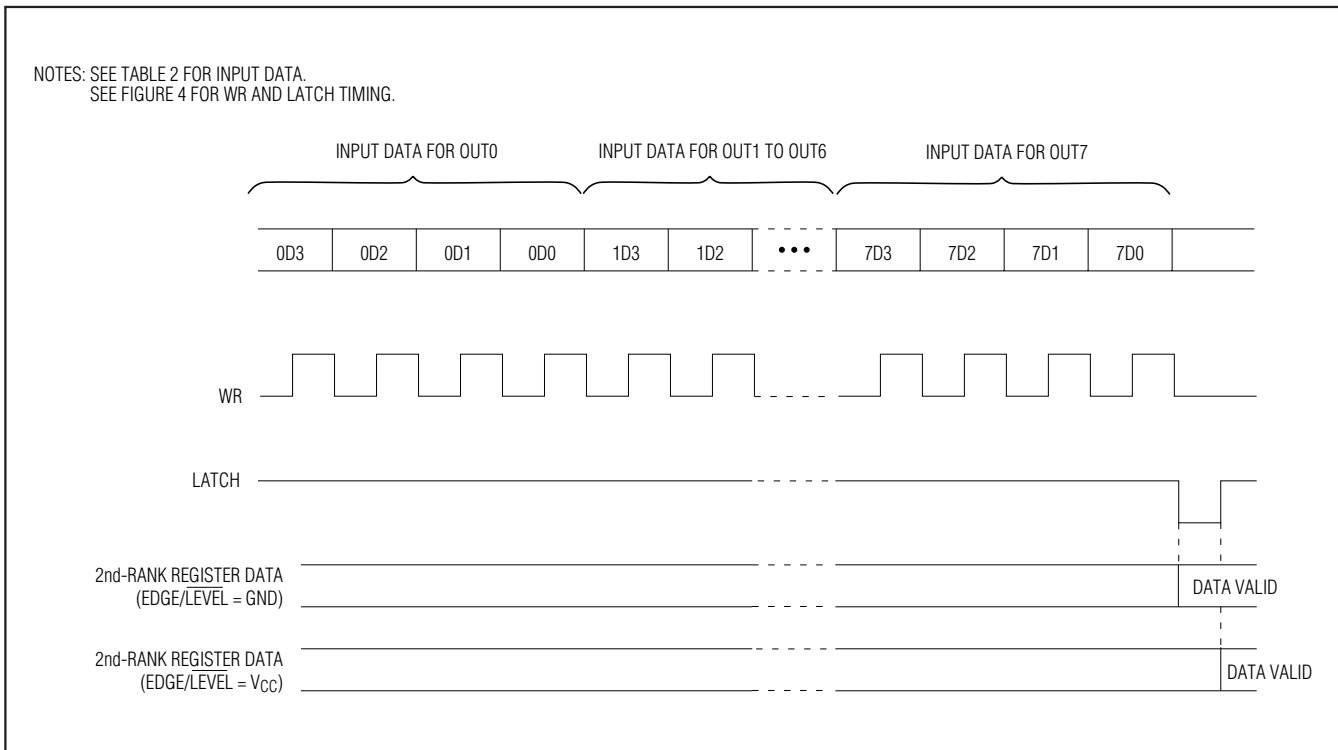 NOTES: SEE TABLE 2 FOR INPUT DATA.
SEE FIGURE 4 FOR WR AND LATCH TIMING.
INPUT DATA FOR OUT0 INPUT DATA FOR OUT1 TO OUT6 INPUT DATA FOR OUT7
0D3 0D2 0D1 0D0 1D3 1D2 ••• 7D3 7D2 7D1 7D0
WR
LATCH
2nd-RANK REGISTER DATA
(EDGE/LEVEL = GND)
DATA VALID
2nd-RANK REGISTER DATA
(EDGE/LEVEL = VCC)
DATA VALID